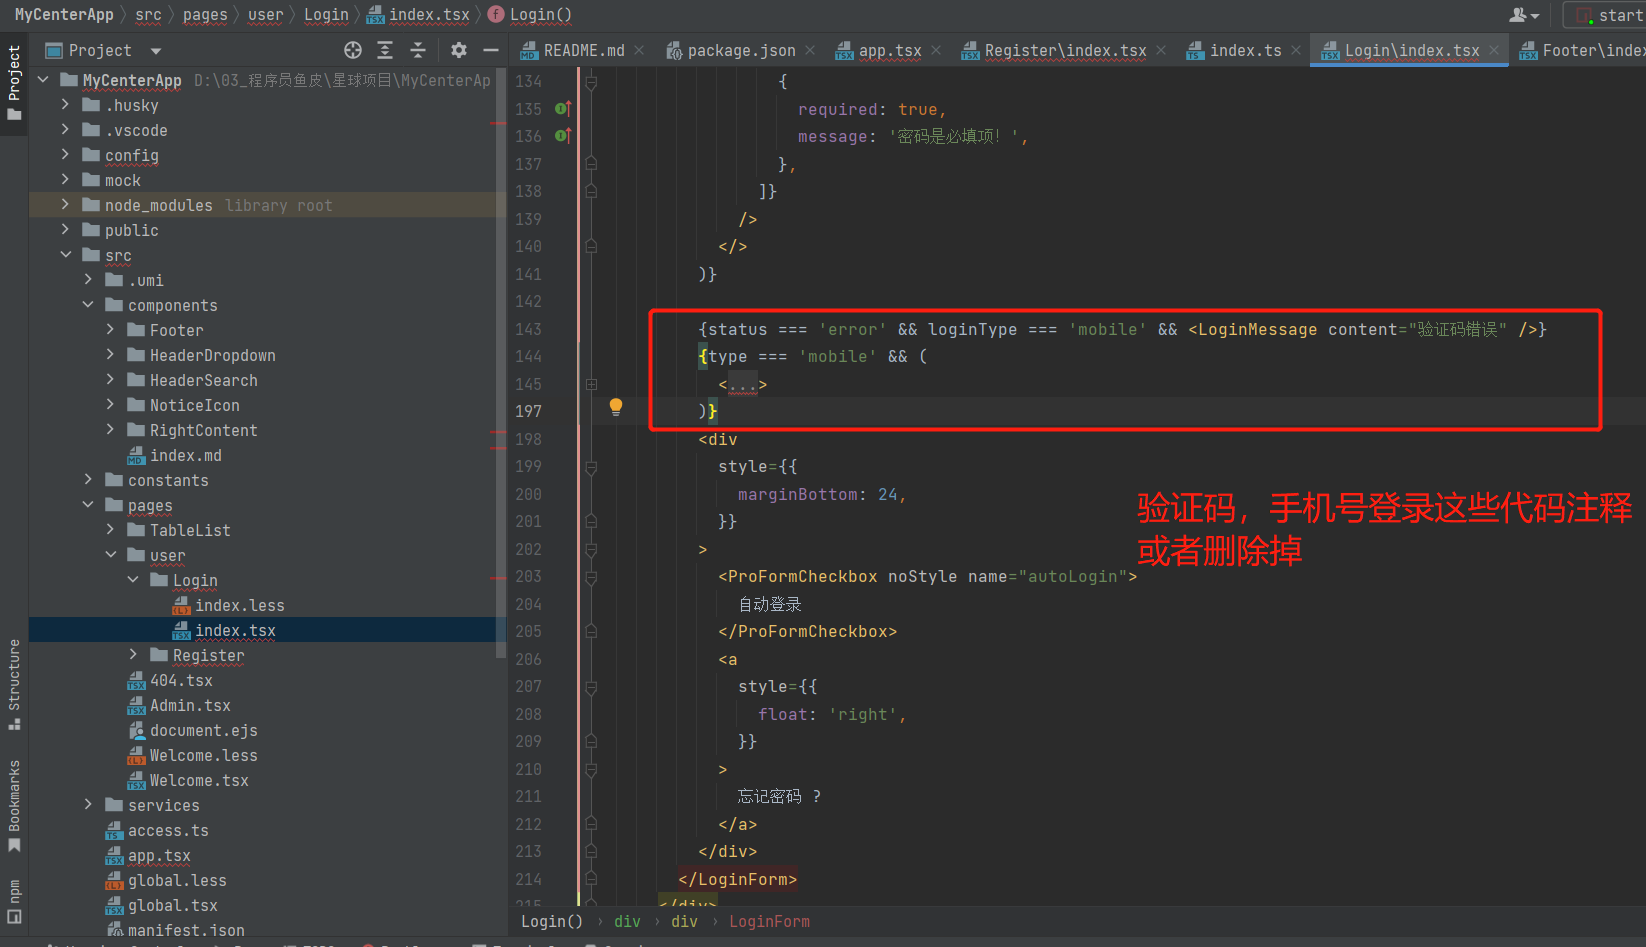 MyCenterApp src pages user Login index.tsx Login()
start
Project
README.md package.json app.tsx Register\index.tsx index.ts Login\index.tsx Footer\index
Project
MyCenterApp D:\03_程序员鱼皮\星球项目\MyCenterAp
.husky
.vscode
config
mock
node_modules library root
public
src
.umi
components
Footer
HeaderDropdown
HeaderSearch
NoticeIcon
RightContent
index.md
constants
pages
TableList
user
Login
index.less
index.tsx
Register
404.tsx
Admin.tsx
document.ejs
Welcome.less
Welcome.tsx
services
access.ts
app.tsx
global.less
global.tsx
manifest.json
Structure
Bookmarks
npm
134 {
135 required: true,
136 message: '密码是必填项！',
137 },
138 ]}
139 />
140 </>
141 )}
142
143 {status === 'error' && loginType === 'mobile' && <LoginMessage content="验证码错误" />}
144 {type === 'mobile' && (
145 <...>
197 )}
198 <div
199 style={{
200 marginBottom: 24,
201 }}
202 >
203 <ProFormCheckbox noStyle name="autoLogin">
204 自动登录
205 </ProFormCheckbox>
206 <a
207 style={{
208 float: 'right',
209 }}
210 >
211 忘记密码 ?
212 </a>
213 </div>
214 </LoginForm>
215 </div>
验证码，手机号登录这些代码注释
或者删除掉
Login() › div › div › LoginForm